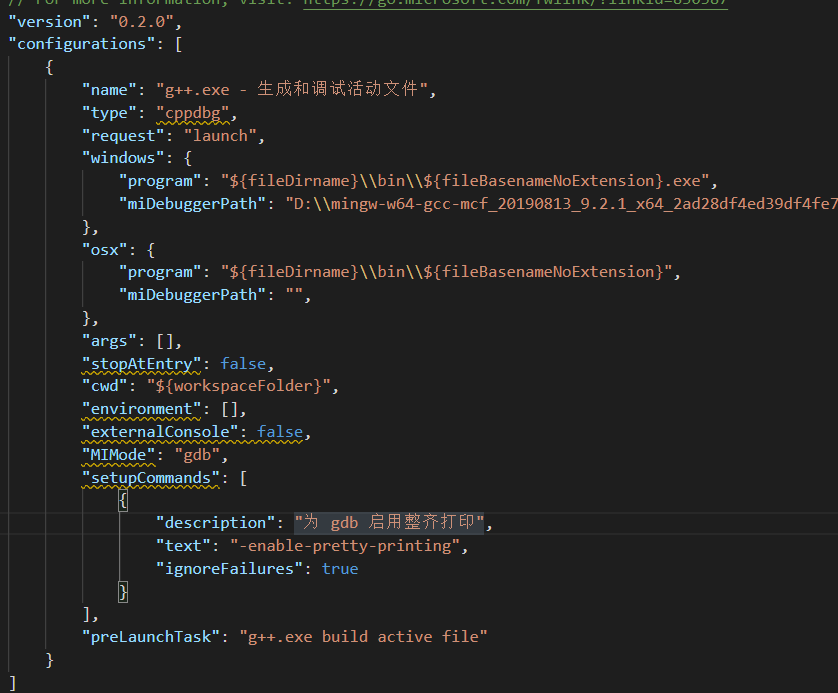 // For more information, visit: https://go.microsoft.com/fwlink/?linkid=830387
"version": "0.2.0",
"configurations": [
{
"name": "g++.exe - 生成和调试活动文件",
"type": "cppdbg",
"request": "launch",
"windows": {
"program": "${fileDirname}\\bin\\${fileBasenameNoExtension}.exe",
"miDebuggerPath": "D:\\mingw-w64-gcc-mcf_20190813_9.2.1_x64_2ad28df4ed39df4fe7
},
"osx": {
"program": "${fileDirname}\\bin\\${fileBasenameNoExtension}",
"miDebuggerPath": "",
},
"args": [],
"stopAtEntry": false,
"cwd": "${workspaceFolder}",
"environment": [],
"externalConsole": false,
"MIMode": "gdb",
"setupCommands": [
{
"description": "为 gdb 启用整齐打印",
"text": "-enable-pretty-printing",
"ignoreFailures": true
}
],
"preLaunchTask": "g++.exe build active file"
}
]